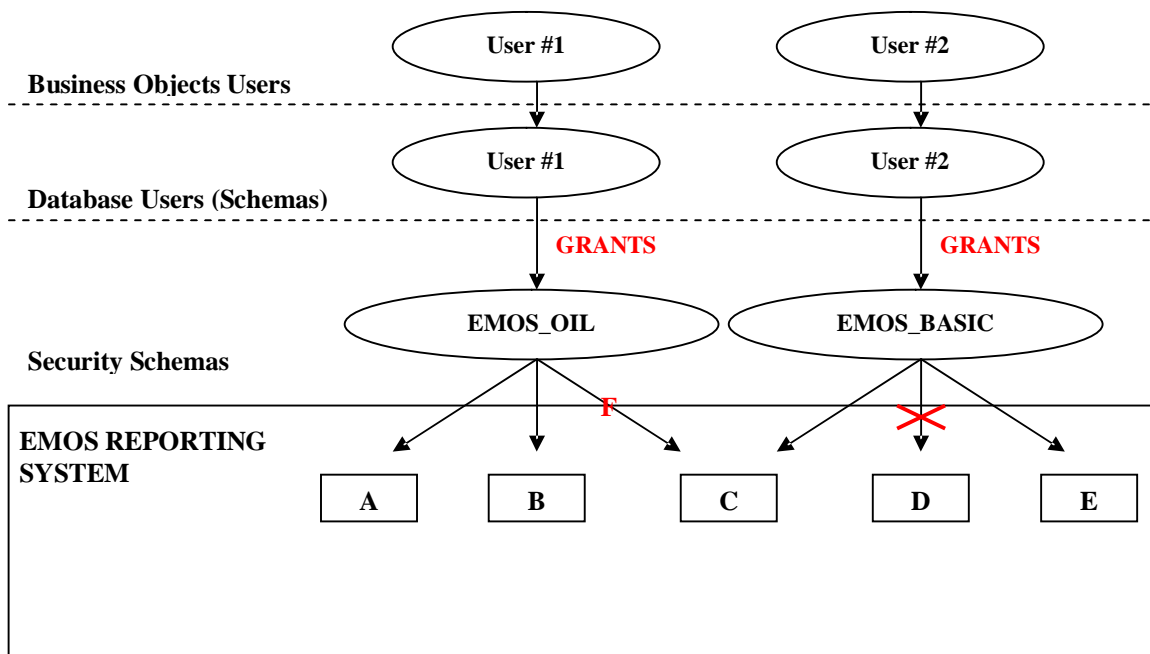 User #1 User #2
Business Objects Users
User #1 User #2
Database Users (Schemas)
GRANTS GRANTS
EMOS_OIL EMOS_BASIC
Security Schemas
F
EMOS REPORTING
SYSTEM
A B C D E